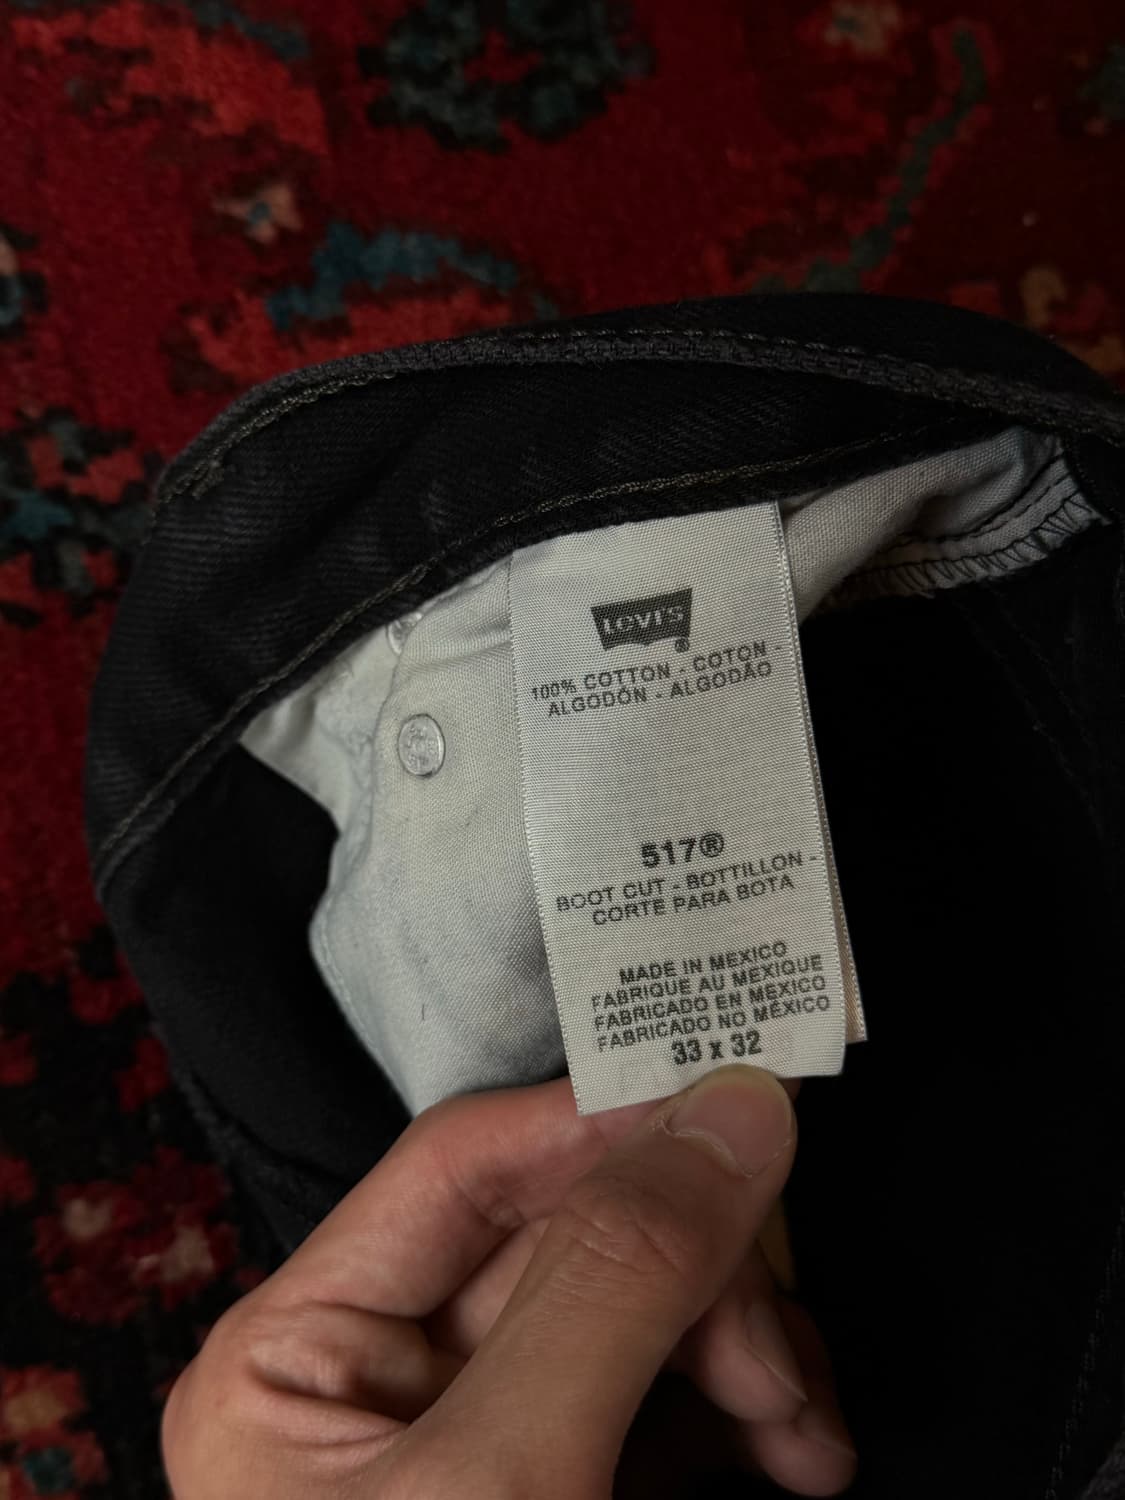 Levi's®
100% COTTON - COTON -
ALGODÓN - ALGODÃO
517®
BOOT CUT - BOTTILLON -
CORTE PARA BOTA
MADE IN MEXICO
FABRIQUE AU MEXIQUE
FABRICADO EN MEXICO
FABRICADO NO MÉXICO
33 x 32